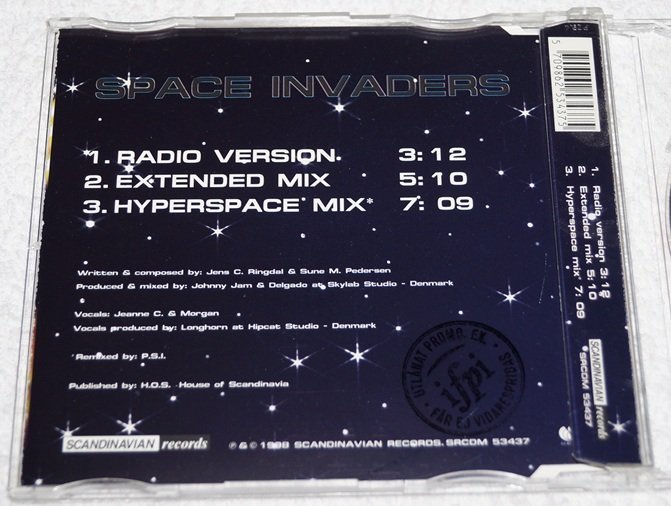 SPACE INVADERS
1. RADIO VERSION 3:12
2. EXTENDED MIX 5:10
3. HYPERSPACE MIX* 7:09
Written & composed by: Jens C. Ringdal & Sune M. Pedersen
Produced & mixed by: Johnny Jam & Delgado at Skylab Studio - Denmark
Vocals: Jeanne C. & Morgan
Vocals produced by: Longhorn at Hipcat Studio - Denmark
Remixed by: P.S.I.
Published by: H.O.S. House of Scandinavia
UTLÅNAT PROMO. EX.
ifpi
· FÅR EJ VIDARESPRIDAS ·
SCANDINAVIAN records
℗ & © 1998 SCANDINAVIAN RECORDS. SRCDM 53437
5 709862 534375
1. Radio version 3:12
2. Extended mix 5:10
3. Hyperspace mix* 7:09
SCANDINAVIAN records
SRCDM 53437